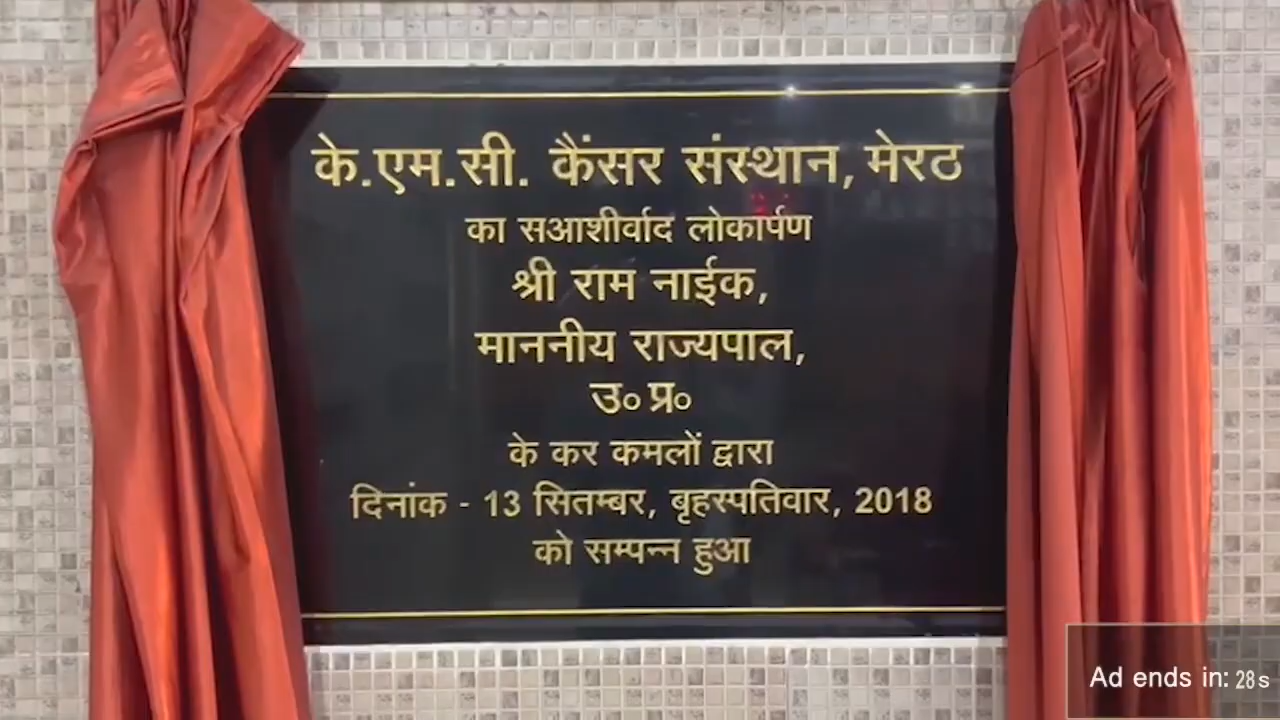 के.एम.सी. कैंसर संस्थान, मेरठ
का सआशीर्वाद लोकार्पण
श्री राम नाईक,
माननीय राज्यपाल,
उ० प्र०
के कर कमलों द्वारा
दिनांक - 13 सितम्बर, बृहस्पतिवार, 2018
को सम्पन्न हुआ
Ad ends in: 28s